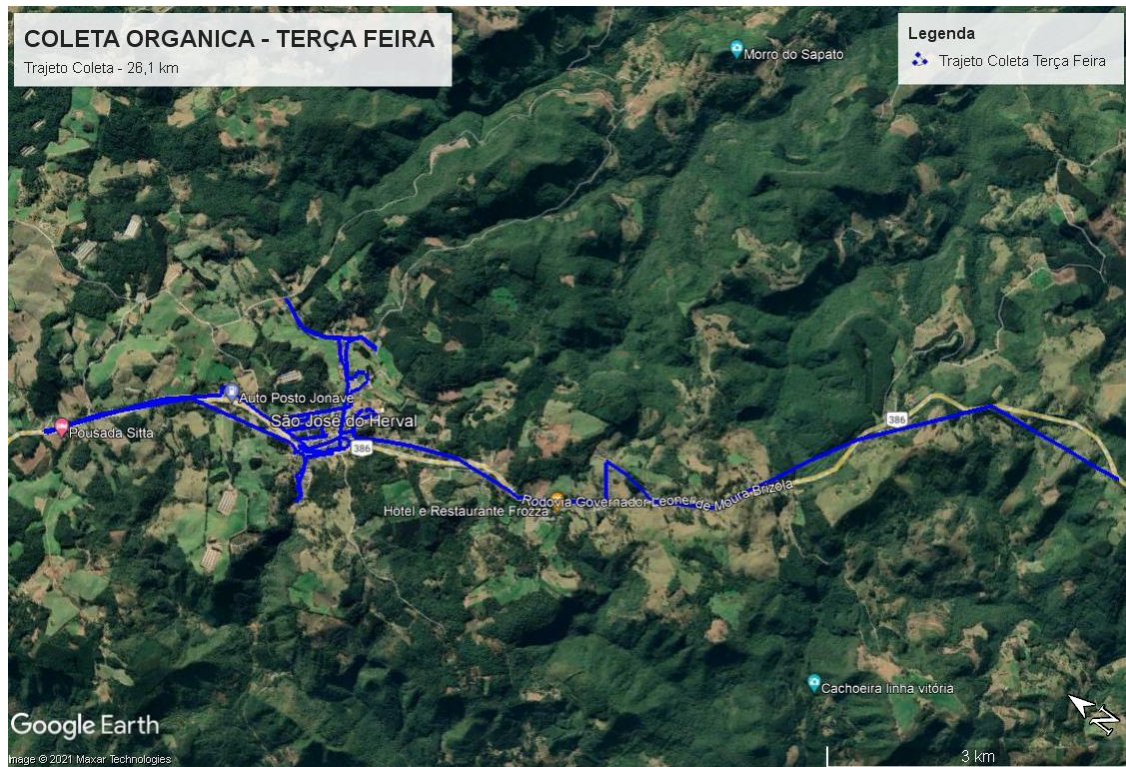 COLETA ORGANICA - TERÇA FEIRA
Trajeto Coleta - 26,1 km
Legenda
Trajeto Coleta Terça Feira
Morro do Sapato
Auto Posto Jonave
São José do Herval
Pousada Sitta
386
386
Rodovia Governador Leonel de Moura Brizola
Hotel e Restaurante Frozza
Cachoeira linha vitória
Google Earth
Image © 2021 Maxar Technologies
3 km
N